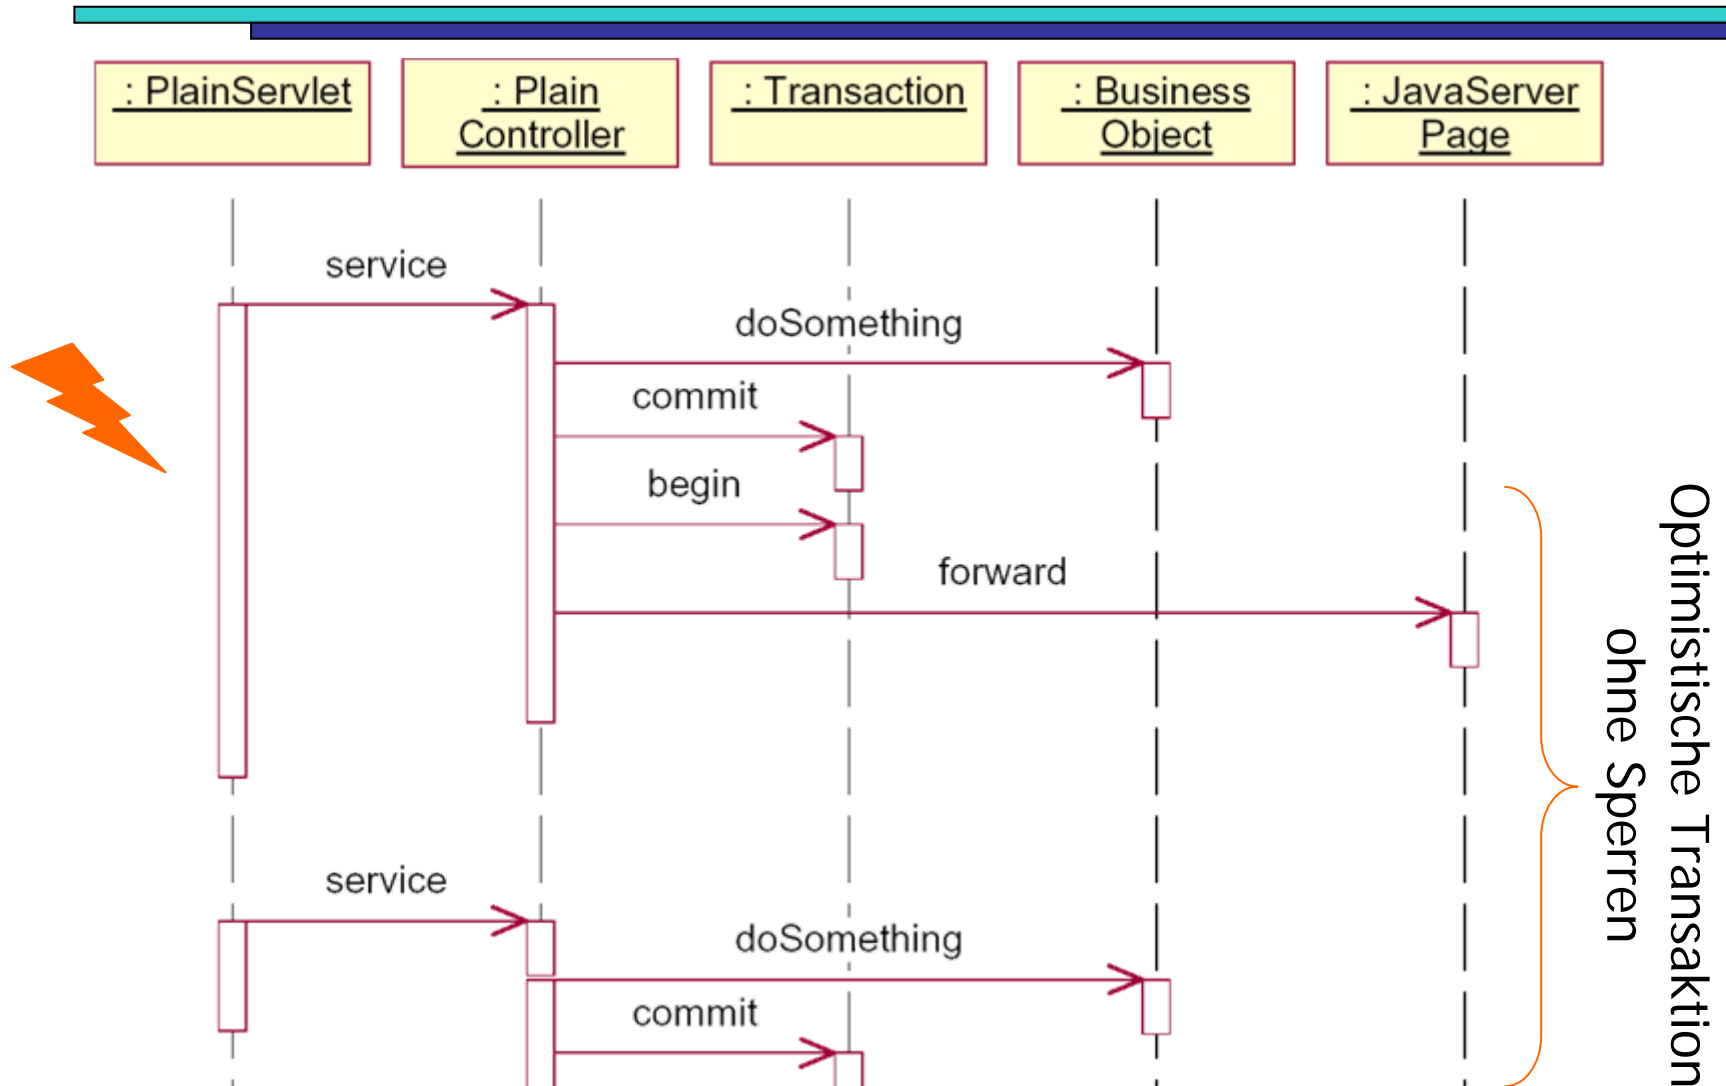 : PlainServlet
: Plain
Controller
: Transaction
: Business
Object
: JavaServer
Page
service
doSomething
commit
begin
forward
service
doSomething
commit
Optimistische Transaktion
ohne Sperren